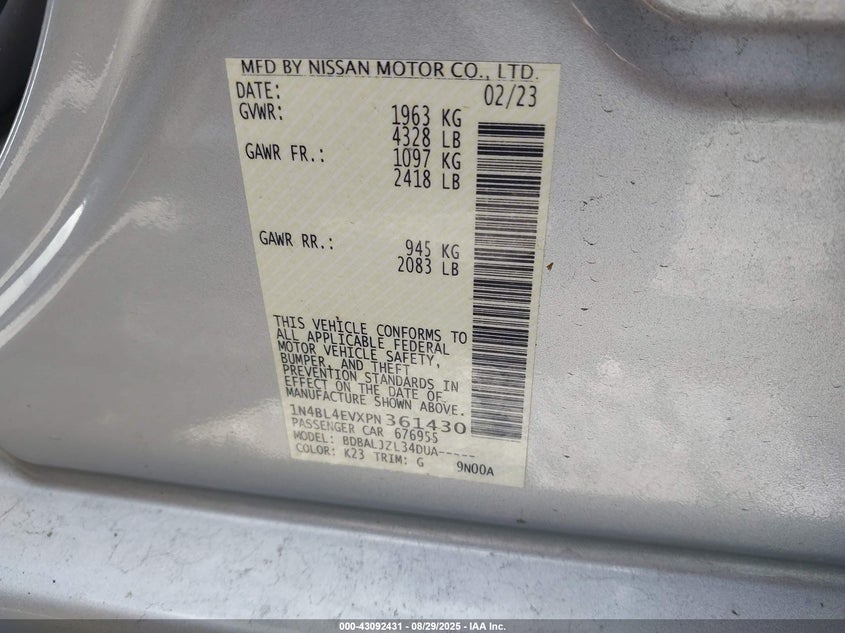 MFD BY NISSAN MOTOR CO., LTD.
DATE: 02/23
GVWR: 1963 KG
4328 LB
GAWR FR.: 1097 KG
2418 LB
GAWR RR.: 945 KG
2083 LB
THIS VEHICLE CONFORMS TO
ALL APPLICABLE FEDERAL
MOTOR VEHICLE SAFETY,
BUMPER, AND THEFT
PREVENTION STANDARDS IN
EFFECT ON THE DATE OF
MANUFACTURE SHOWN ABOVE.
1N4BL4EVXPN361430
PASSENGER CAR 676955
MODEL: BDBALJZL34DUA-----
COLOR: K23 TRIM: G 9N00A
000-43092431 - 08/29/2025 - IAA Inc.